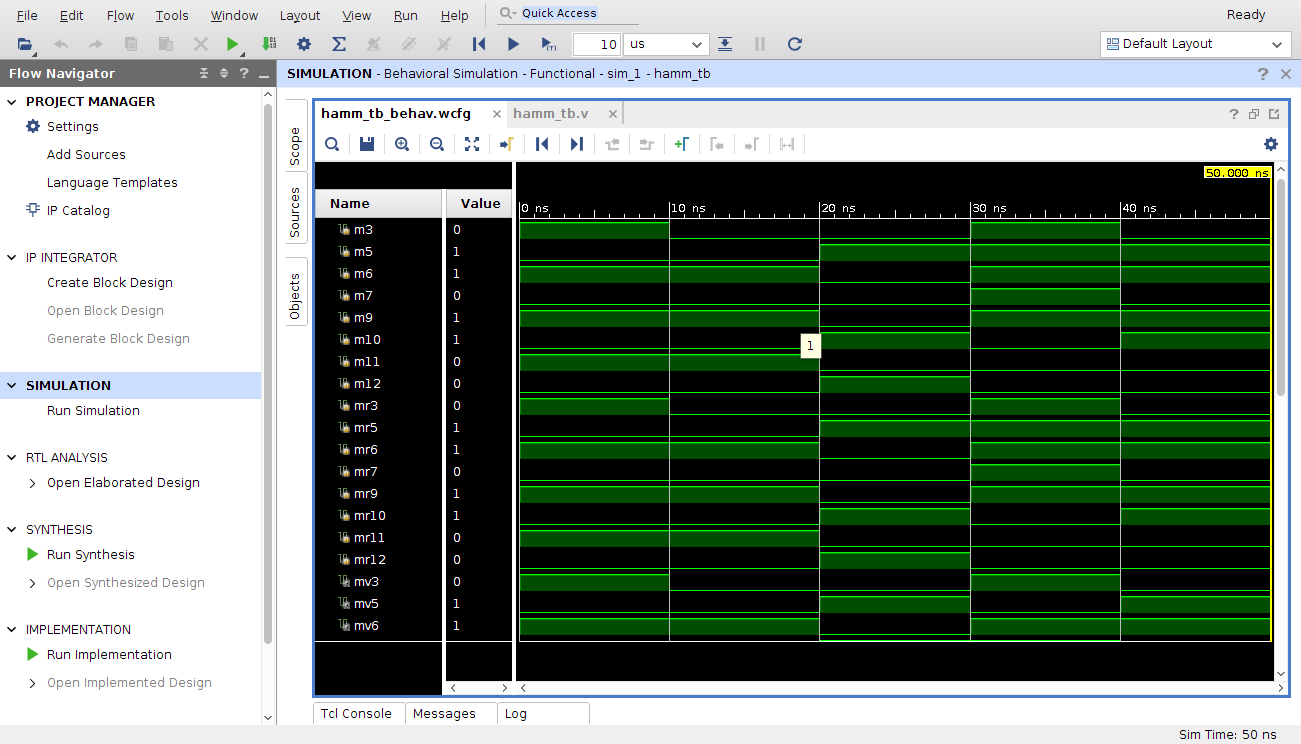 File Edit Flow Tools Window Layout View Run Help Quick Access Ready
10 us Default Layout
Flow Navigator
SIMULATION - Behavioral Simulation - Functional - sim_1 - hamm_tb
PROJECT MANAGER
Settings
Add Sources
Language Templates
IP Catalog
IP INTEGRATOR
Create Block Design
Open Block Design
Generate Block Design
SIMULATION
Run Simulation
RTL ANALYSIS
Open Elaborated Design
SYNTHESIS
Run Synthesis
Open Synthesized Design
IMPLEMENTATION
Run Implementation
Open Implemented Design
Scope
Sources
Objects
hamm_tb_behav.wcfg hamm_tb.v
50.000 ns
Name Value
0 ns 10 ns 20 ns 30 ns 40 ns
m3 0
m5 1
m6 1
m7 0
m9 1
m10 1
1
m11 0
m12 0
mr3 0
mr5 1
mr6 1
mr7 0
mr9 1
mr10 1
mr11 0
mr12 0
mv3 0
mv5 1
mv6 1
Tcl Console Messages Log
Sim Time: 50 ns